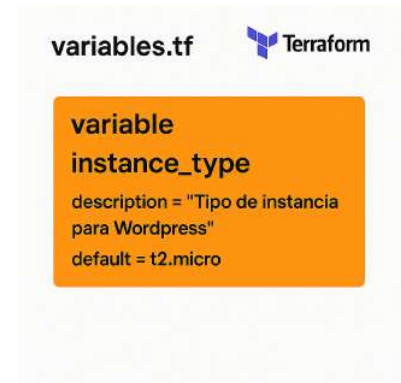 variables.tf
Terraform
variable
instance_type
description = "Tipo de instancia
para Wordpress"
default = t2.micro